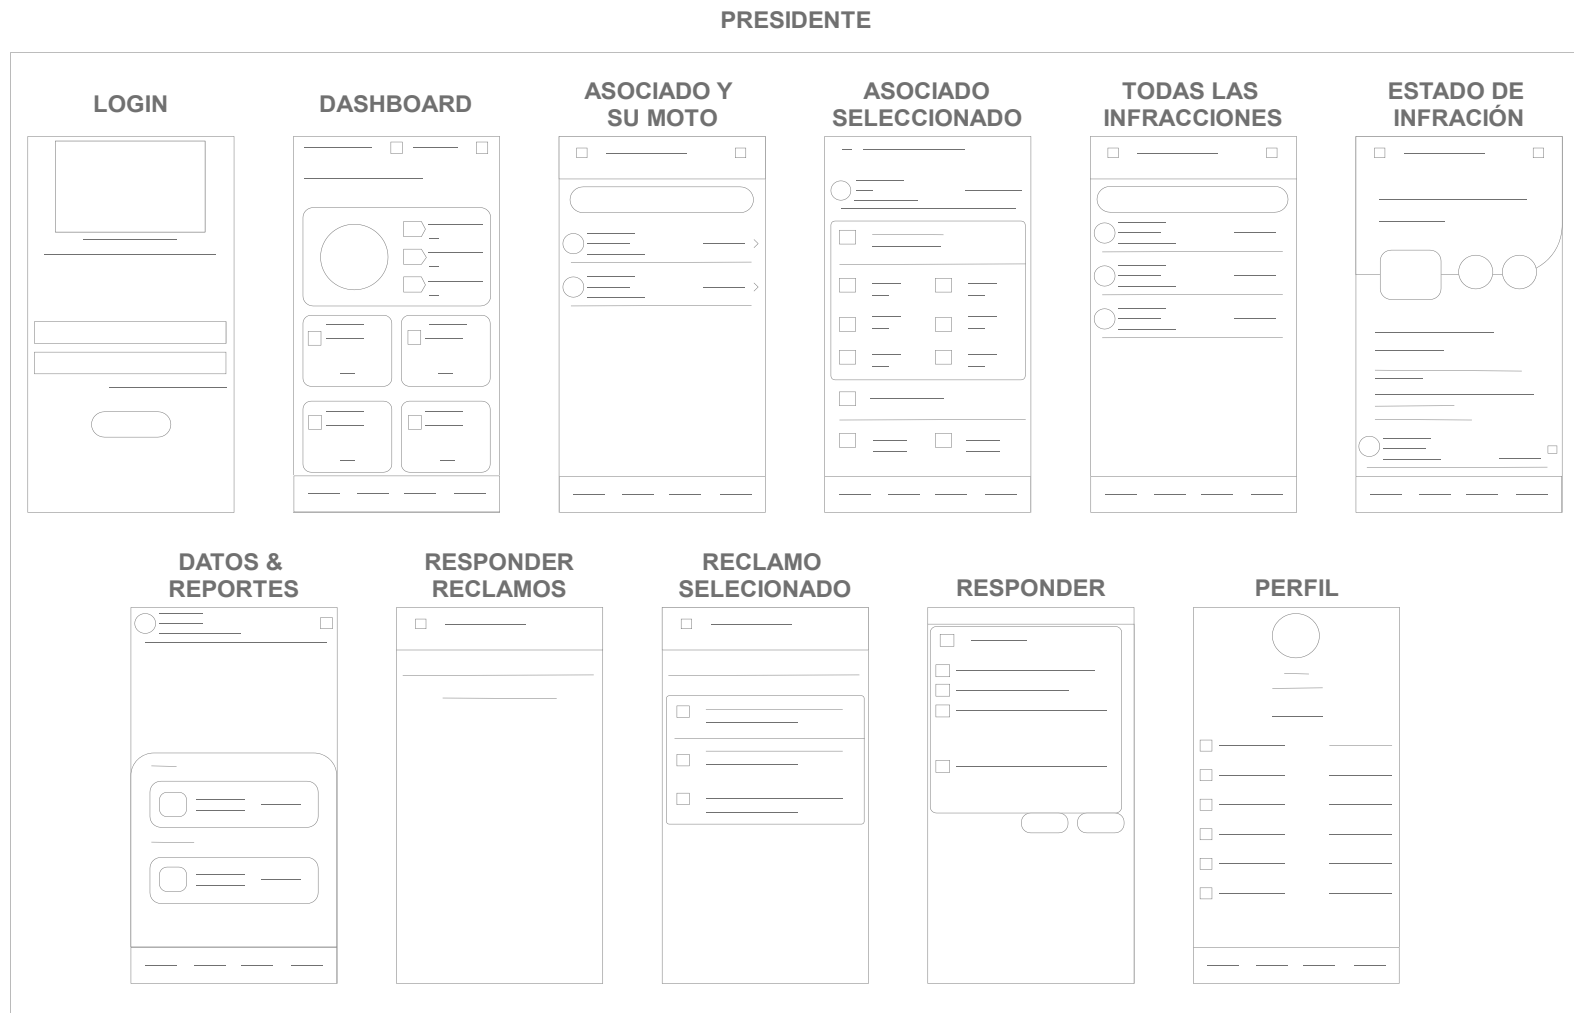 PRESIDENTE
LOGIN
DASHBOARD
ASOCIADO Y
SU MOTO
ASOCIADO
SELECCIONADO
TODAS LAS
INFRACCIONES
ESTADO DE
INFRACIÓN
DATOS &
REPORTES
RESPONDER
RECLAMOS
RECLAMO
SELECIONADO
RESPONDER
PERFIL